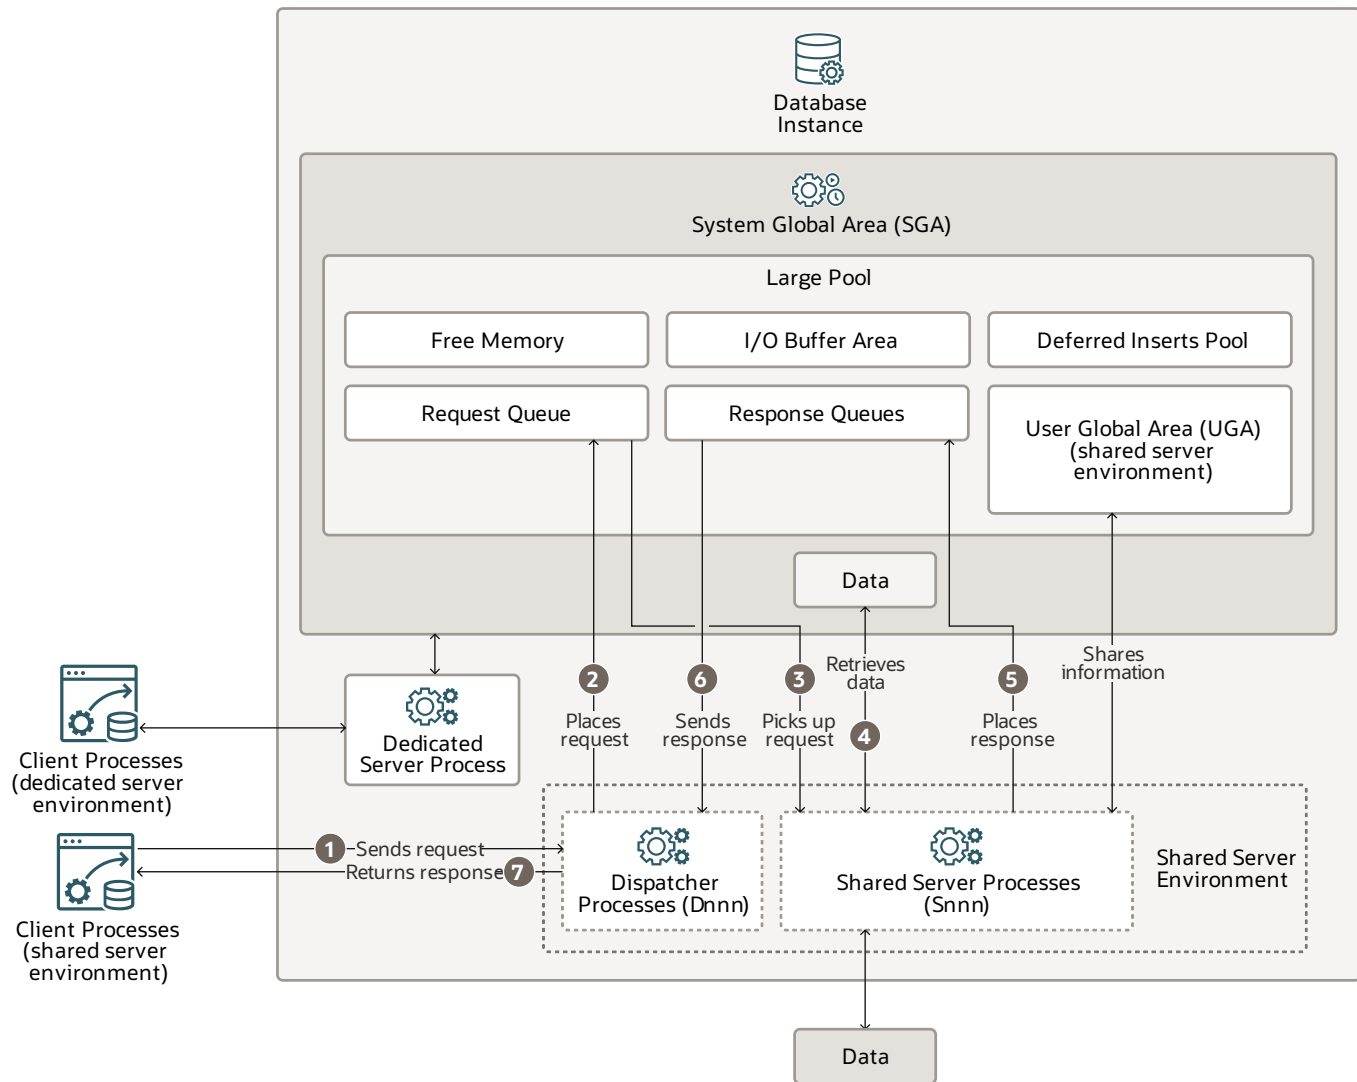 Database
Instance
System Global Area (SGA)
Large Pool
Free Memory
I/O Buffer Area
Deferred Inserts Pool
Request Queue
Response Queues
User Global Area (UGA)
(shared server
environment)
Data
2
Places
request
6
Sends
response
3
Picks up
request
Retrieves
data
4
5
Places
response
Shares
information
Dedicated
Server Process
Client Processes
(dedicated server
environment)
1 Sends request
Returns response 7
Client Processes
(shared server
environment)
Dispatcher
Processes (Dnnn)
Shared Server Processes
(Snnn)
Shared Server
Environment
Data